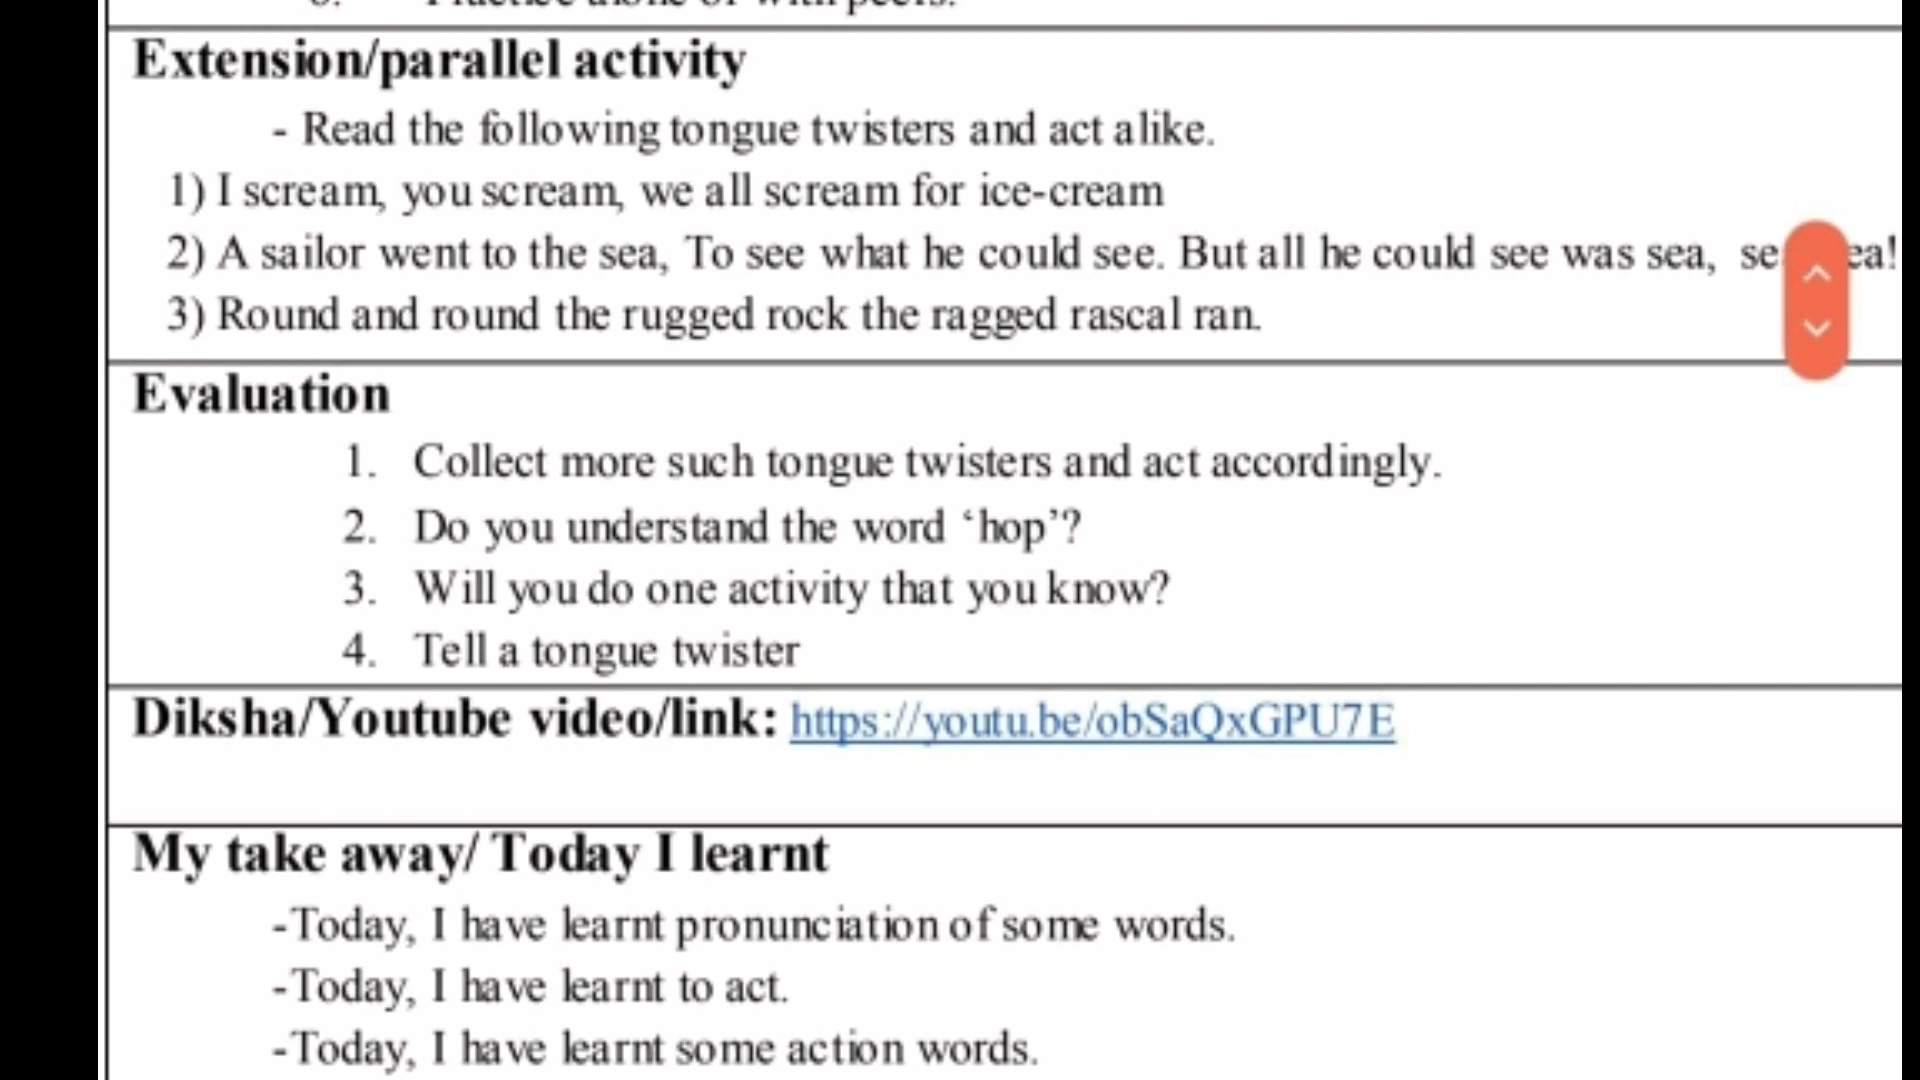 Practice alone or with peers.
Extension/parallel activity
- Read the following tongue twisters and act alike.
1) I scream, you scream, we all scream for ice-cream
2) A sailor went to the sea, To see what he could see. But all he could see was sea,
3) Round and round the rugged rock the ragged rascal ran.
Evaluation
1. Collect more such tongue twisters and act accordingly.
2. Do you understand the word ‘hop’?
3. Will you do one activity that you know?
4. Tell a tongue twister
Diksha/Youtube video/link: https://youtu.be/obSaQxGPU7E
My take away/ Today I learnt
-Today, I have learnt pronunciation of some words.
-Today, I have learnt to act.
-Today, I have learnt some action words.